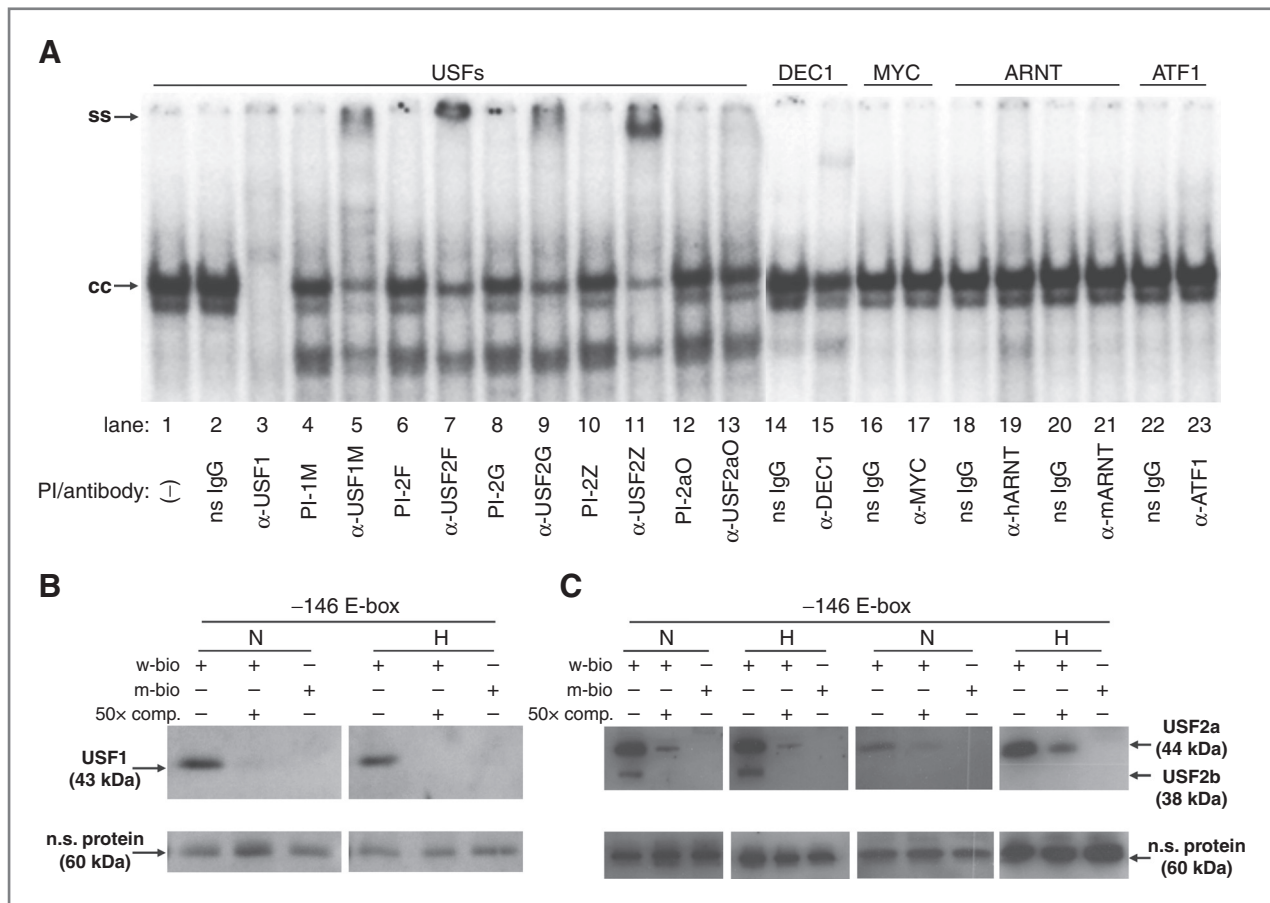 A
USFs DEC1 MYC ARNT ATF1
ss
cc
lane: 1 2 3 4 5 6 7 8 9 10 11 12 13 14 15 16 17 18 19 20 21 22 23
PI/antibody: (–) ns IgG α-USF1 PI-1M α-USF1M PI-2F α-USF2F PI-2G α-USF2G PI-2Z α-USF2Z PI-2aO α-USF2aO ns IgG α-DEC1 ns IgG α-MYC ns IgG α-hARNT ns IgG α-mARNT ns IgG α-ATF1
B
–146 E-box
N H
w-bio + + – + + –
m-bio – – + – – +
50× comp. – + – +
USF1
(43 kDa)
n.s. protein
(60 kDa)
C
–146 E-box
N H N H
w-bio + + – + + – + + – + + –
m-bio – – + – – + – – + – – +
50× comp. – + – + – + – +
USF2a
(44 kDa)
USF2b
(38 kDa)
n.s. protein
(60 kDa)